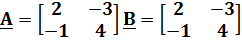 A = [2 −3; −1 4] B = [2 −3; −1 4]